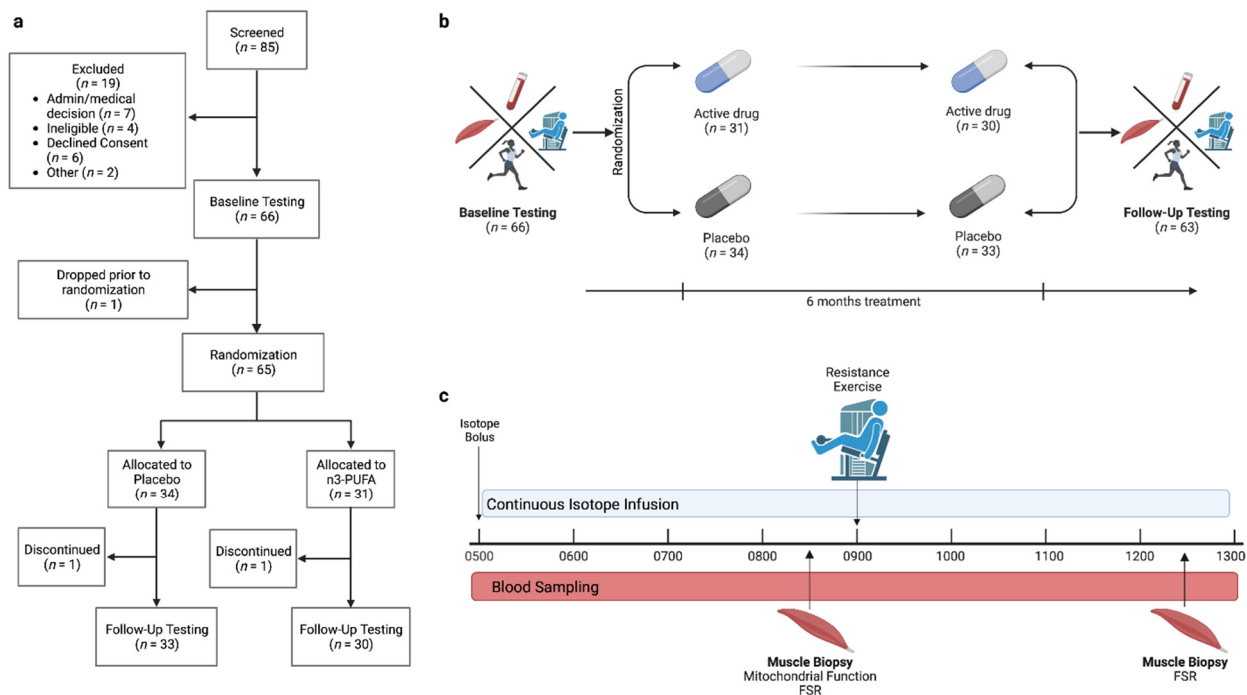 a
Screened
(n = 85)
Excluded
(n = 19)
• Admin/medical
decision (n = 7)
• Ineligible (n = 4)
• Declined Consent
(n = 6)
• Other (n = 2)
Baseline Testing
(n = 66)
Dropped prior to
randomization
(n = 1)
Randomization
(n = 65)
Allocated to
Placebo
(n = 34)
Allocated to
n3-PUFA
(n = 31)
Discontinued
(n = 1)
Discontinued
(n = 1)
Follow-Up Testing
(n = 33)
Follow-Up Testing
(n = 30)
b
Baseline Testing
(n = 66)
Randomization
Active drug
(n = 31)
Active drug
(n = 30)
Placebo
(n = 34)
Placebo
(n = 33)
Follow-Up Testing
(n = 63)
6 months treatment
c
Isotope
Bolus
Resistance
Exercise
Continuous Isotope Infusion
0500 0600 0700 0800 0900 1000 1100 1200 1300
Blood Sampling
Muscle Biopsy
Mitochondrial Function
FSR
Muscle Biopsy
FSR